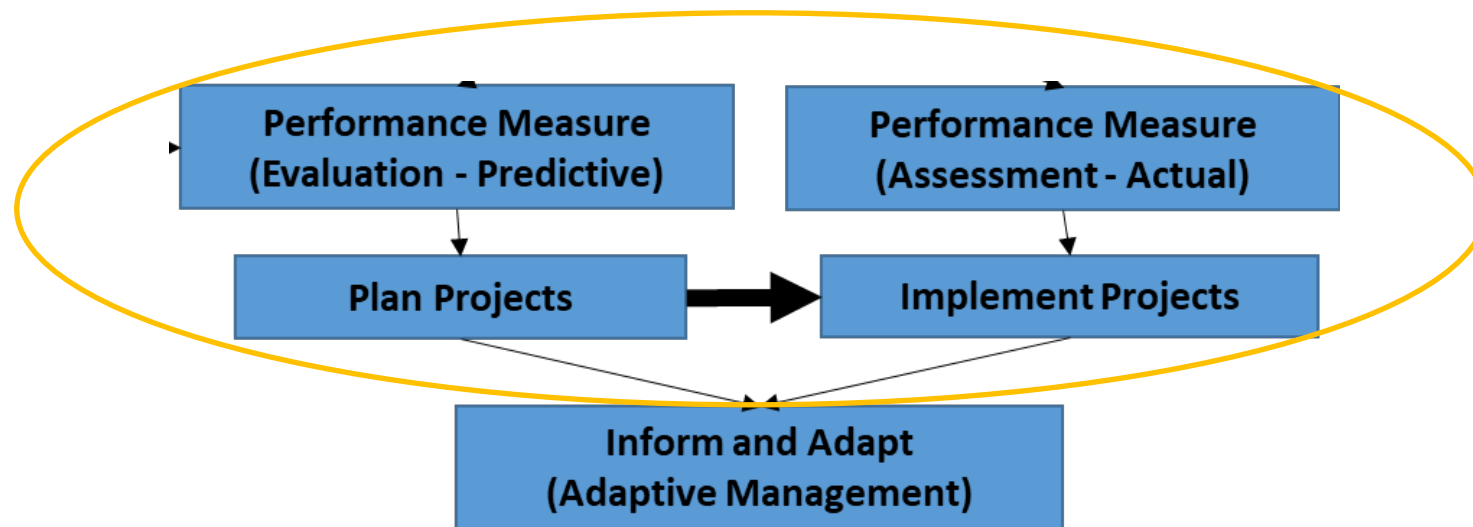 Performance Measure
(Evaluation - Predictive)
Performance Measure
(Assessment - Actual)
Plan Projects
Implement Projects
Inform and Adapt
(Adaptive Management)